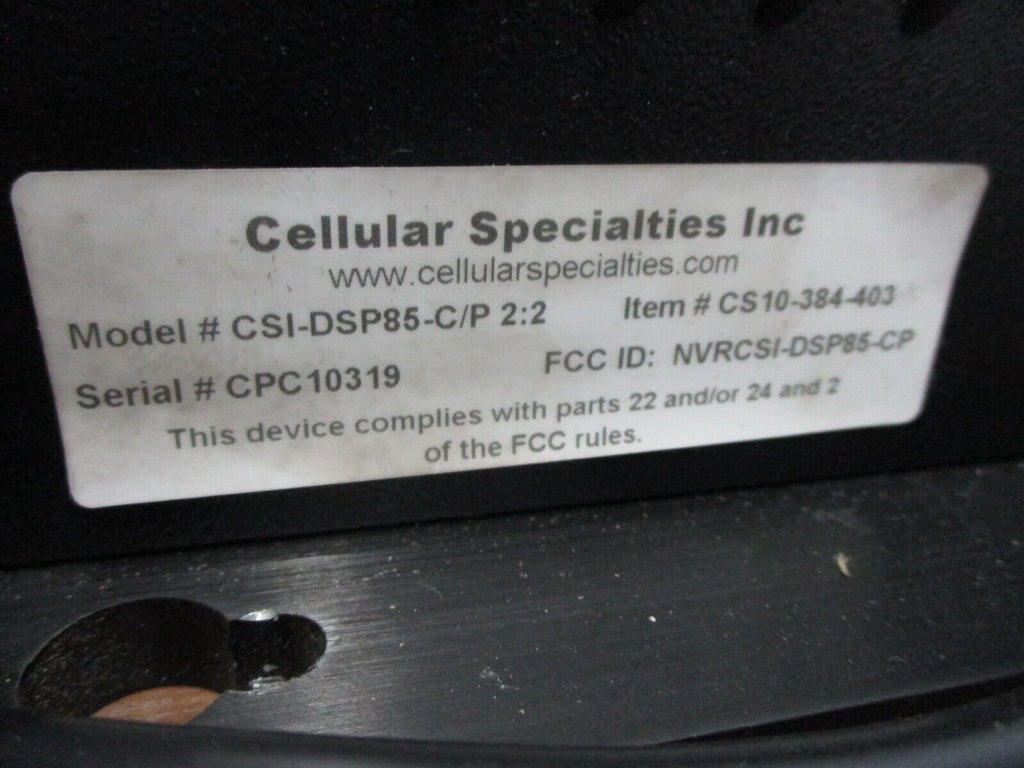 Cellular Specialties Inc
www.cellularspecialties.com
Model # CSI-DSP85-C/P 2:2 Item # CS10-384-403
Serial # CPC10319 FCC ID: NVRCSI-DSP85-CP
This device complies with parts 22 and/or 24 and 2
of the FCC rules.